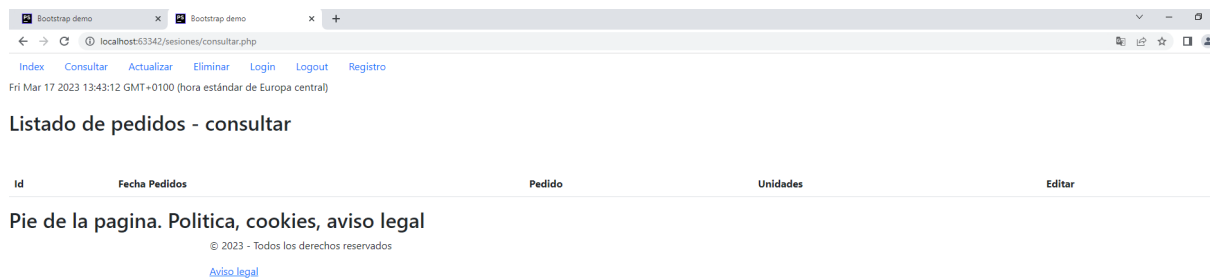 Bootstrap demo Bootstrap demo
localhost:63342/sesiones/consultar.php
Index Consultar Actualizar Eliminar Login Logout Registro
Fri Mar 17 2023 13:43:12 GMT+0100 (hora estándar de Europa central)
Listado de pedidos - consultar
Id Fecha Pedidos Pedido Unidades Editar
Pie de la pagina. Politica, cookies, aviso legal
© 2023 - Todos los derechos reservados
Aviso legal